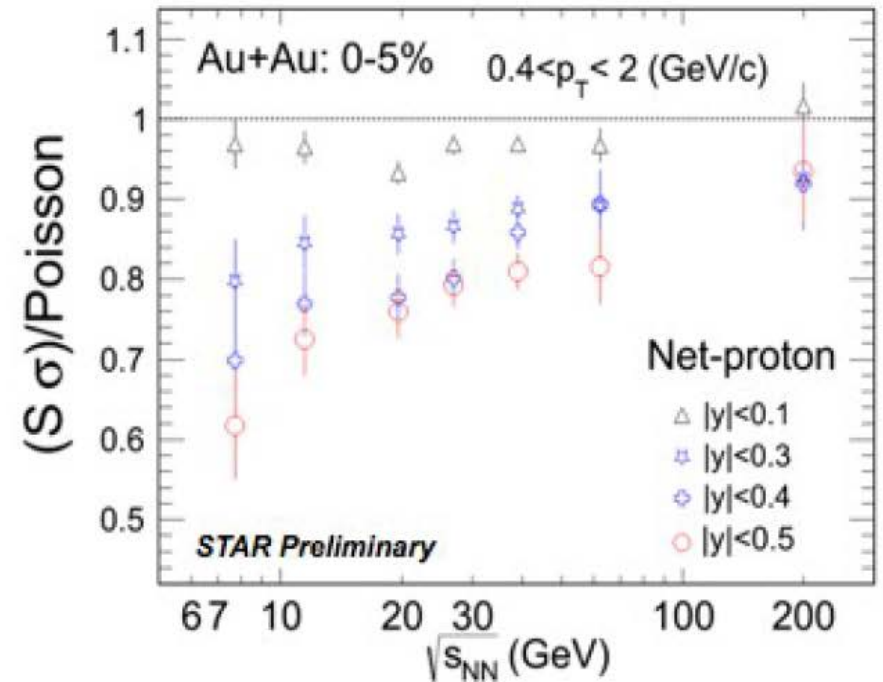 Au+Au: 0-5% 0.4<p_T< 2 (GeV/c)
(S σ)/Poisson
1.1
1
0.9
0.8
0.7
0.6
0.5
Net-proton
|y|<0.1
|y|<0.3
|y|<0.4
|y|<0.5
STAR Preliminary
6 7 10 20 30 100 200
√s_NN (GeV)